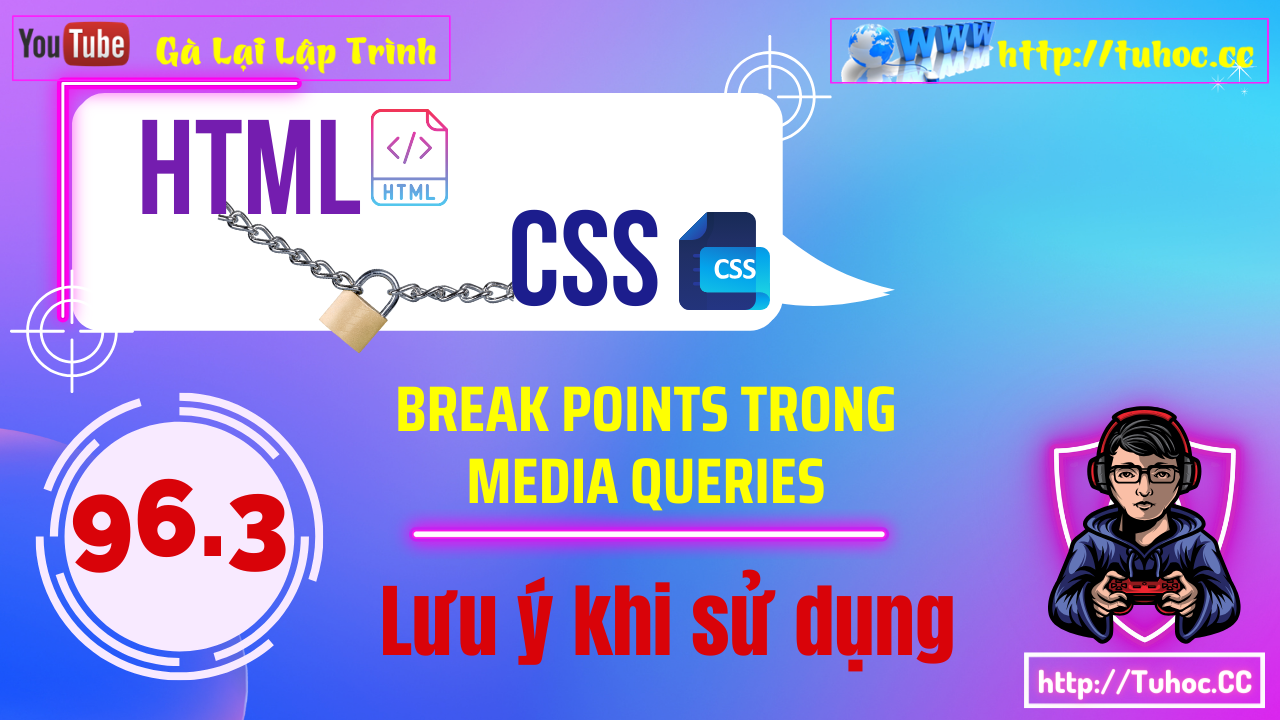 YouTube Gà Lại Lập Trình
WWW http://tuhoc.cc
HTML
HTML
CSS
CSS
BREAK POINTS TRONG
MEDIA QUERIES
96.3
Lưu ý khi sử dụng
http://Tuhoc.CC